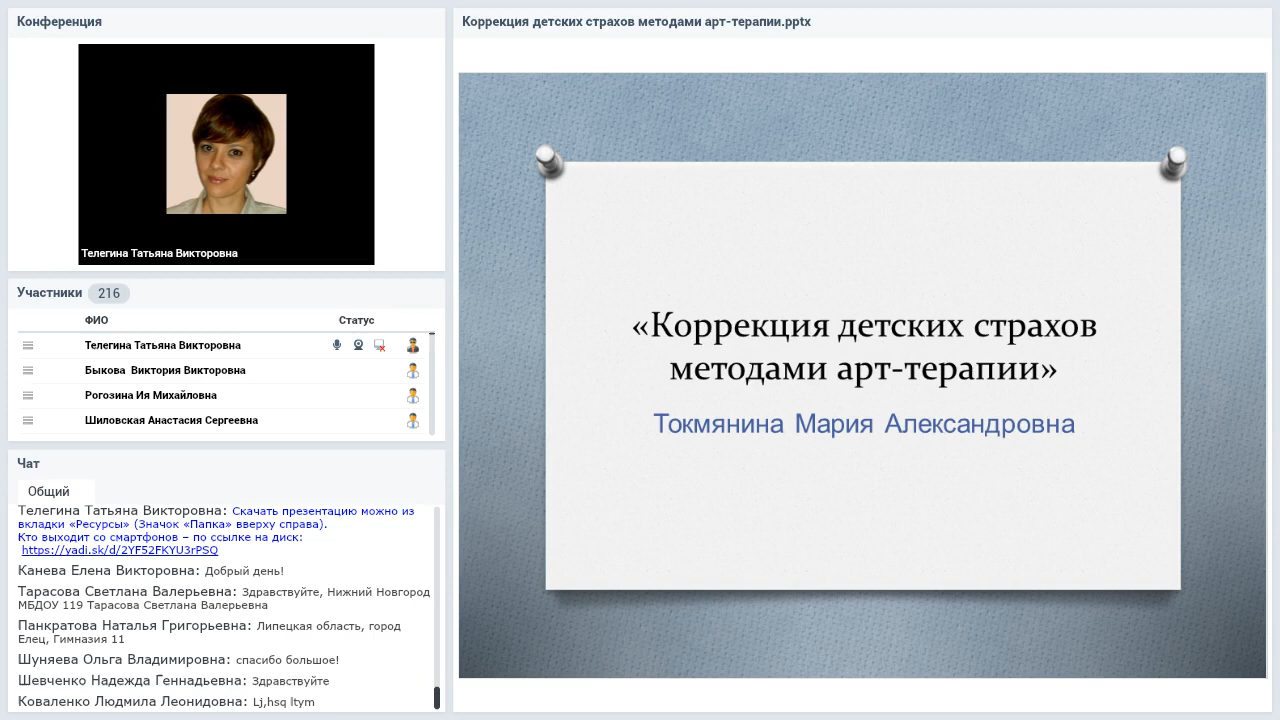 Конференция
Телегина Татьяна Викторовна
Участники 216
ФИО Статус
Телегина Татьяна Викторовна
Быкова Виктория Викторовна
Рогозина Ия Михайловна
Шиловская Анастасия Сергеевна
Чат
Общий
Телегина Татьяна Викторовна: Скачать презентацию можно из
вкладки «Ресурсы» (Значок «Папка» вверху справа).
Кто выходит со смартфонов – по ссылке на диск:
https://yadi.sk/d/2YF52FKYU3rPSQ
Канева Елена Викторовна: Добрый день!
Тарасова Светлана Валерьевна: Здравствуйте, Нижний Новгород
МБДОУ 119 Тарасова Светлана Валерьевна
Панкратова Наталья Григорьевна: Липецкая область, город
Елец, Гимназия 11
Шуняева Ольга Владимировна: спасибо большое!
Шевченко Надежда Геннадьевна: Здравствуйте
Коваленко Людмила Леонидовна: Lj,hsq ltym
Коррекция детских страхов методами арт-терапии.pptx
«Коррекция детских страхов
методами арт-терапии»
Токмянина Мария Александровна